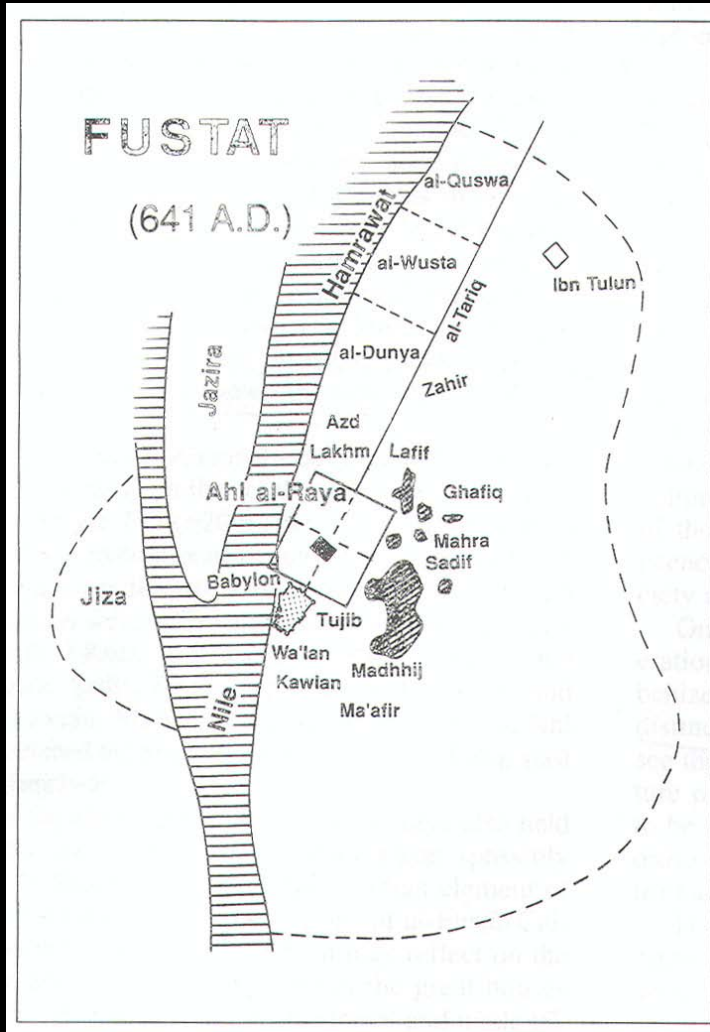 FUSTAT
(641 A.D.)
al-Quswa
Hamrawat
al-Wusta
Ibn Tulun
al-Tariq
al-Dunya
Jazira
Zahir
Azd
Lakhm
Lafif
Ahl al-Raya
Ghafiq
Mahra
Sadif
Babylon
Jiza
Tujib
Wa'lan
Madhhij
Kawlan
Nile
Ma'afir